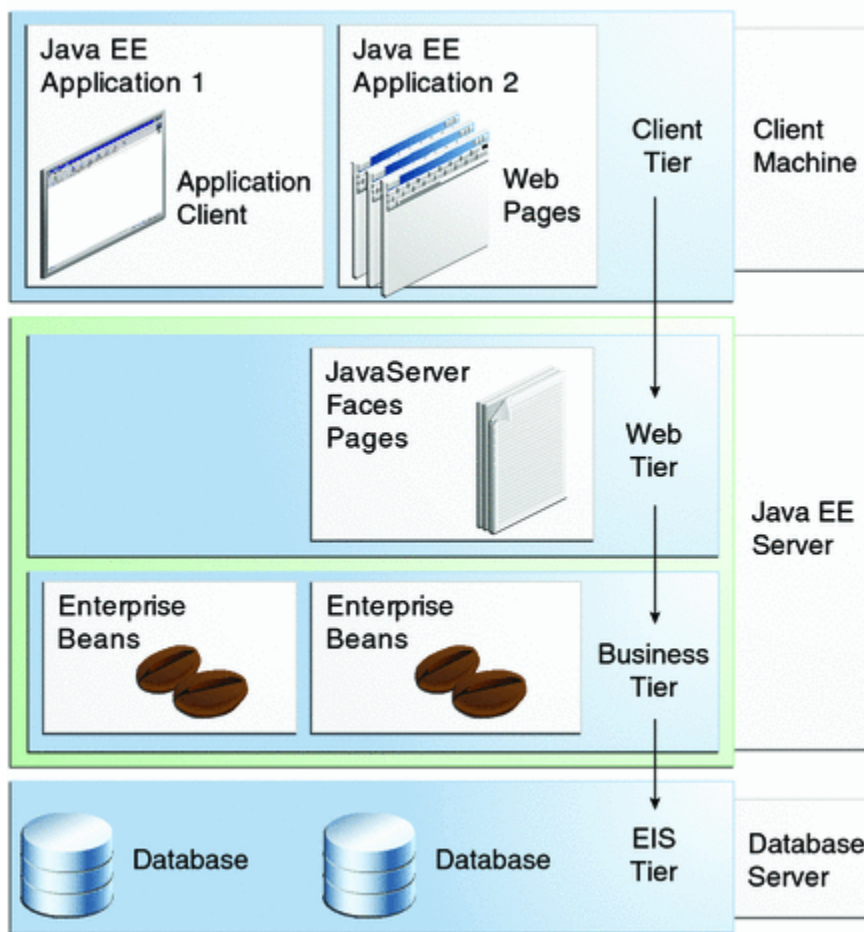 Java EE
Application 1
Application
Client
Java EE
Application 2
Web
Pages
Client
Tier
Client
Machine
JavaServer
Faces
Pages
Web
Tier
Java EE
Server
Enterprise
Beans
Enterprise
Beans
Business
Tier
Database
Database
EIS
Tier
Database
Server